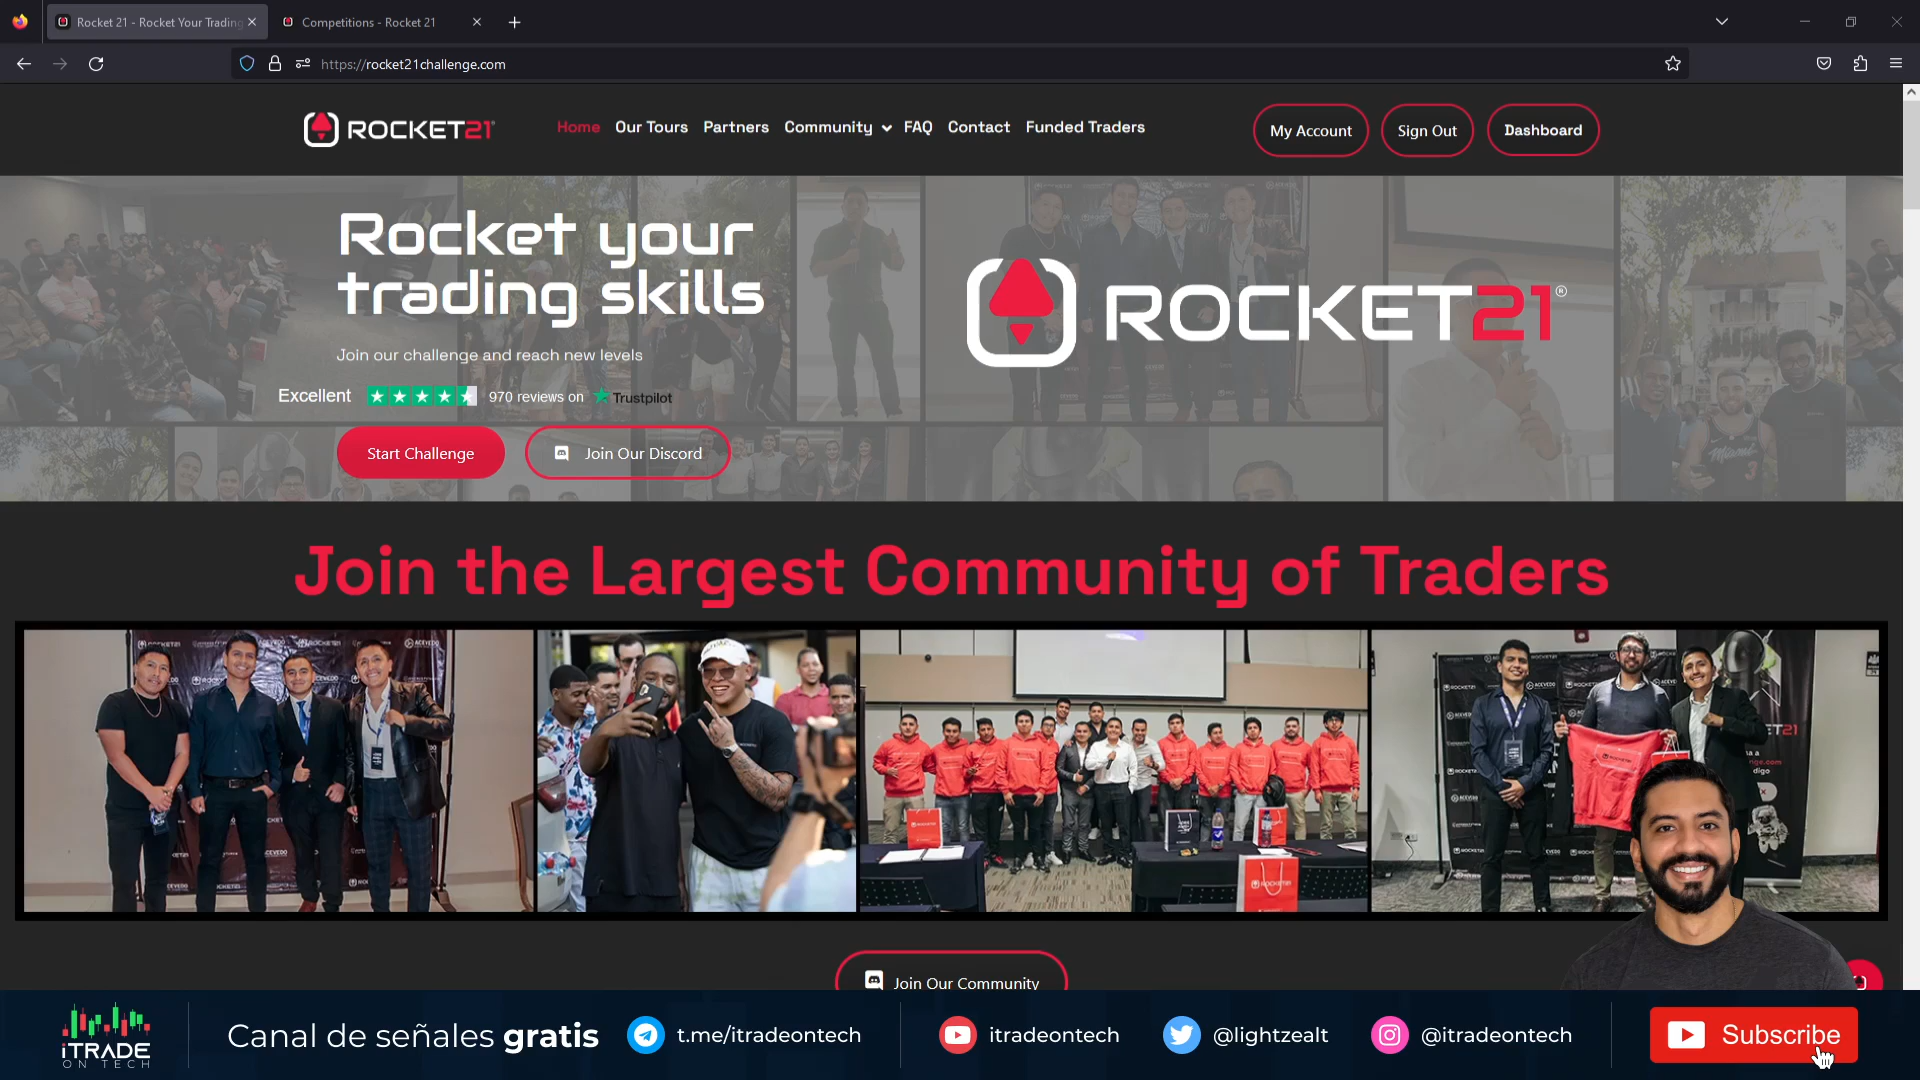 Rocket 21 - Rocket Your Trading
Competitions - Rocket 21
https://rocket21challenge.com
ROCKET21
Home
Our Tours
Partners
Community
FAQ
Contact
Funded Traders
My Account
Sign Out
Dashboard
Rocket your
trading skills
ROCKET21®
Join our challenge and reach new levels
Excellent
970 reviews on
Trustpilot
Start Challenge
Join Our Discord
Join the Largest Community of Traders
ROCKET21
ACEVEDO
ROCKET21
Join Our Community
iTRADE
ON TECH
Canal de señales gratis
t.me/itradeontech
itradeontech
@lightzealt
@itradeontech
Subscribe